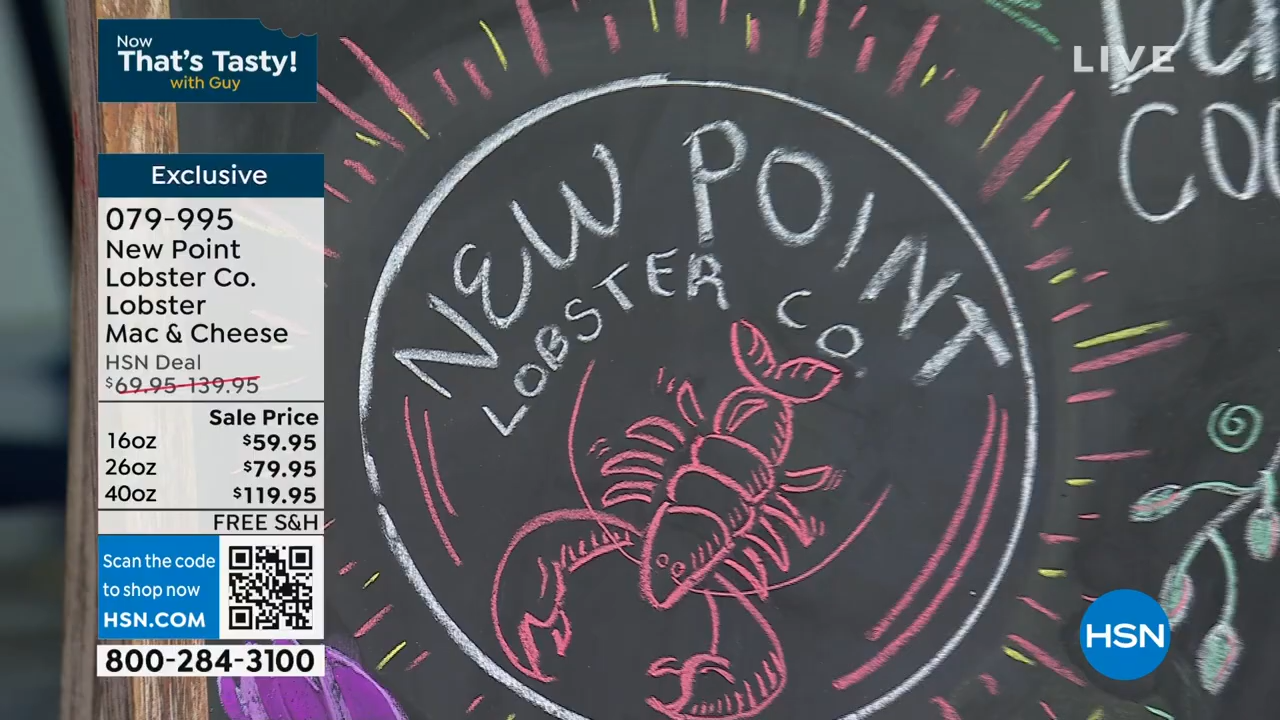 Now
That's Tasty!
with Guy
Exclusive
079-995
New Point
Lobster Co.
Lobster
Mac & Cheese
HSN Deal
$69.95-139.95
Sale Price
16oz $59.95
26oz $79.95
40oz $119.95
FREE S&H
Scan the code
to shop now
HSN.COM
800-284-3100
NEW POINT
LOBSTER CO.
LIVE
HSN